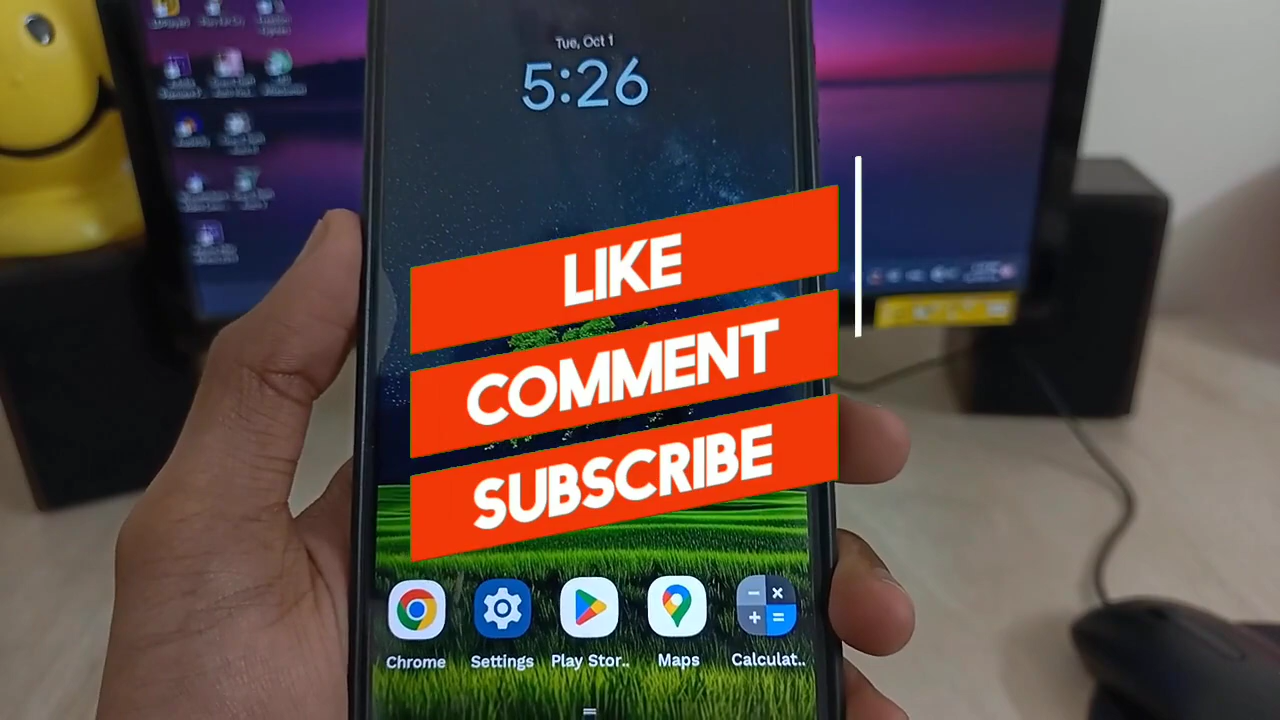 Tue, Oct 1
5:26
LIKE
COMMENT
SUBSCRIBE
Chrome
Settings
Play Stor..
Maps
Calculat..